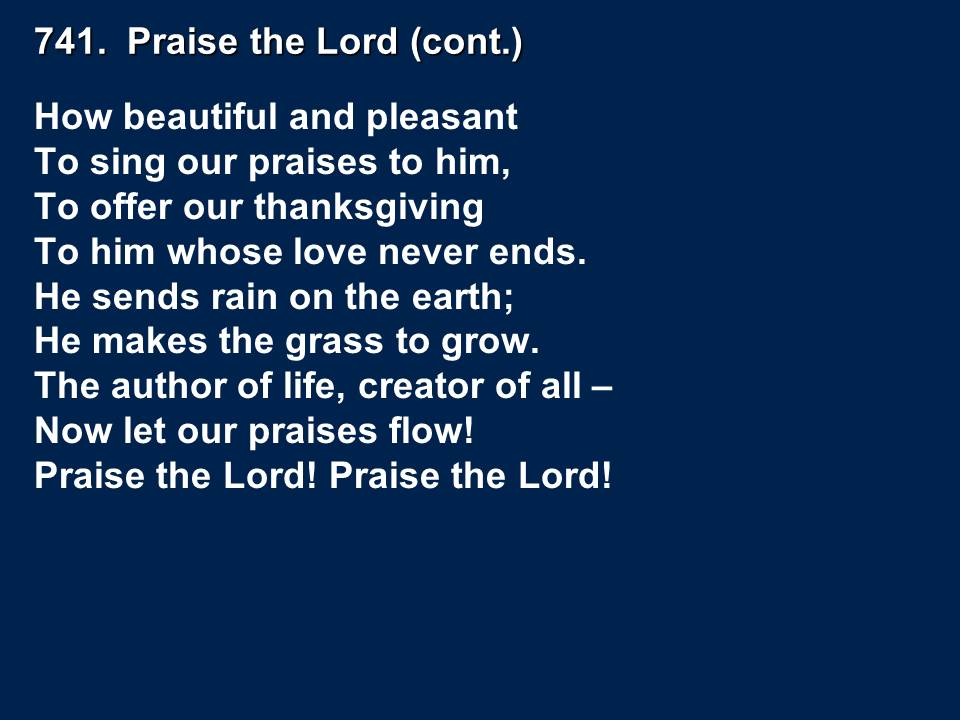 741.  Praise the Lord (cont.)
How beautiful and pleasant
To sing our praises to him,
To offer our thanksgiving
To him whose love never ends.
He sends rain on the earth;
He makes the grass to grow.
The author of life, creator of all –
Now let our praises flow!
Praise the Lord! Praise the Lord!